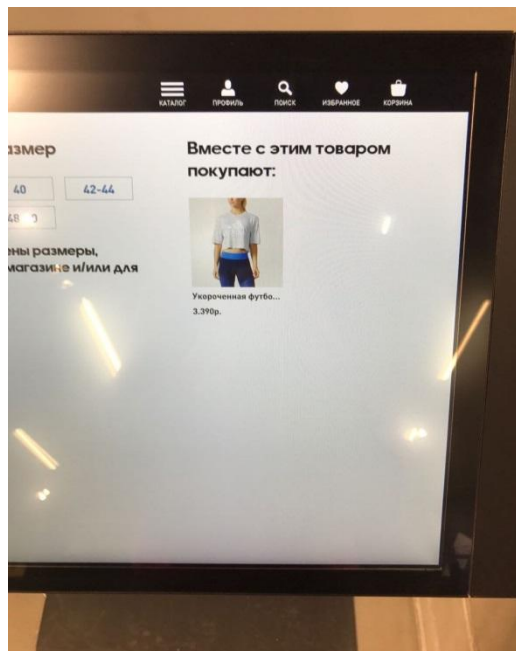 КАТАЛОГ
ПРОФИЛЬ
ПОИСК
ИЗБРАННОЕ
КОРЗИНА
азмер
40
42-44
48
ены размеры,
магазине и/или для
Вместе с этим товаром
покупают:
Укороченная футбо...
3.390р.